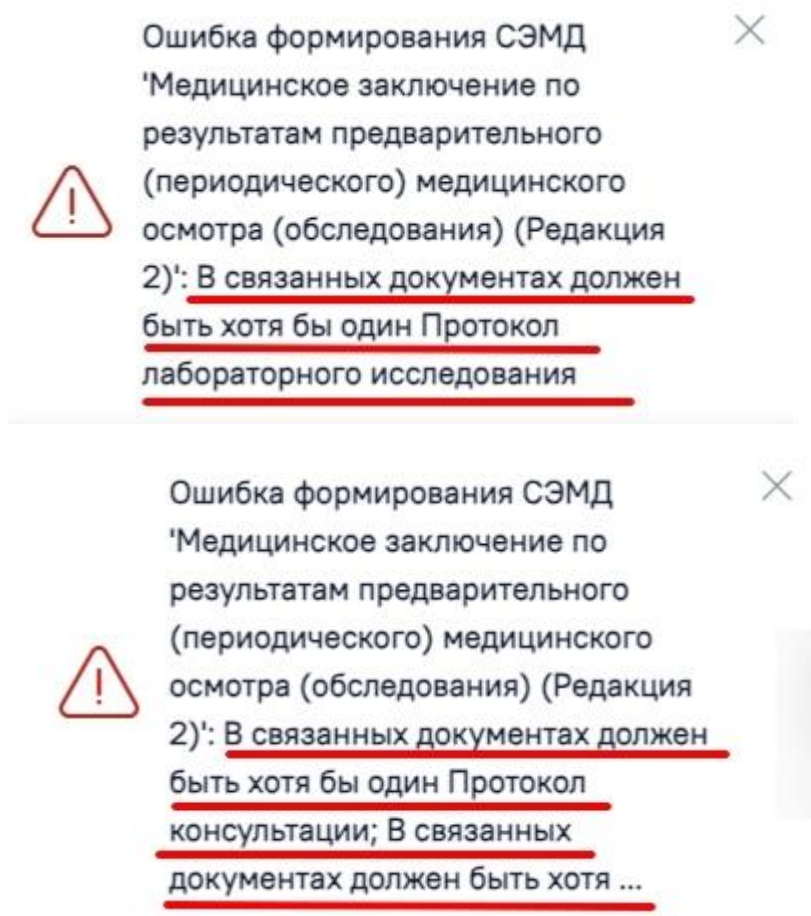 Ошибка формирования СЭМД
'Медицинское заключение по
результатам предварительного
(периодического) медицинского
осмотра (обследования) (Редакция
2)': В связанных документах должен
быть хотя бы один Протокол
лабораторного исследования
Ошибка формирования СЭМД
'Медицинское заключение по
результатам предварительного
(периодического) медицинского
осмотра (обследования) (Редакция
2)': В связанных документах должен
быть хотя бы один Протокол
консультации; В связанных
документах должен быть хотя ...